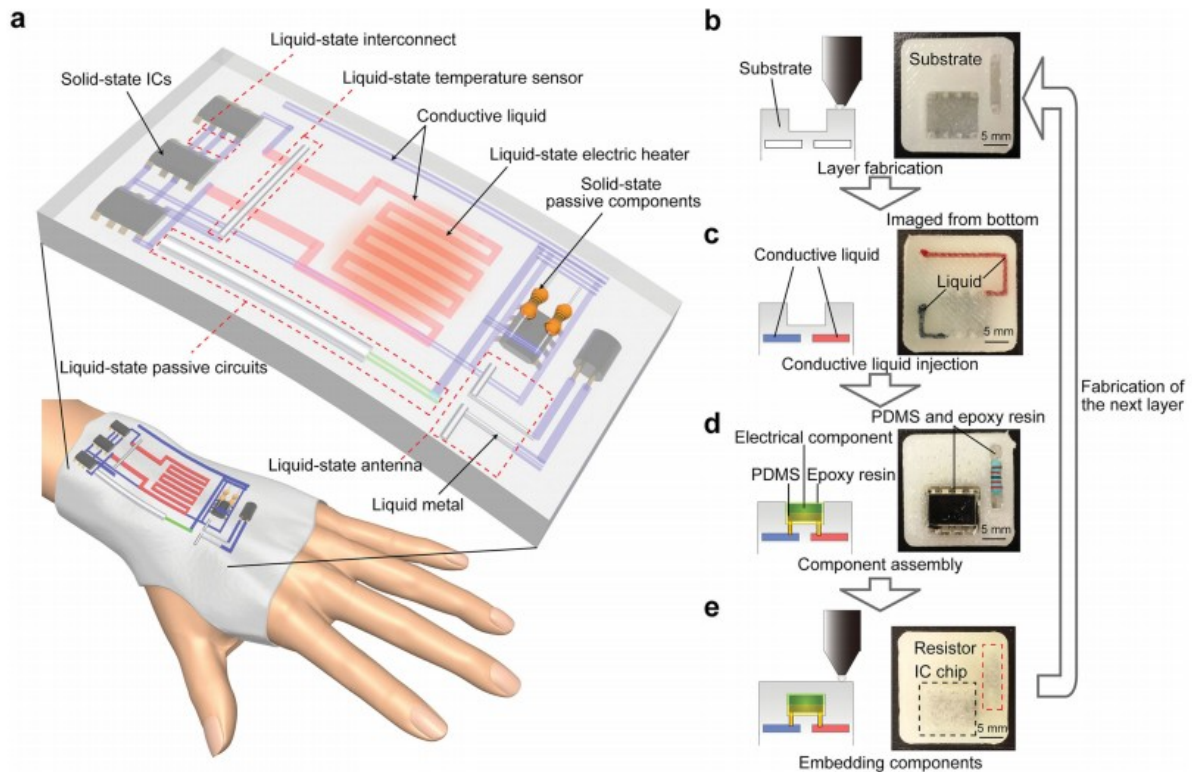 a
Liquid-state interconnect
Solid-state ICs
Liquid-state temperature sensor
Conductive liquid
Liquid-state electric heater
Solid-state
passive components
Liquid-state passive circuits
Liquid-state antenna
Liquid metal
b
Substrate
Substrate
5 mm
Layer fabrication
Imaged from bottom
c
Conductive liquid
Liquid
5 mm
Conductive liquid injection
PDMS and epoxy resin
d
Electrical component
PDMS
Epoxy resin
5 mm
Component assembly
e
Resistor
IC chip
5 mm
Embedding components
Fabrication of
the next layer